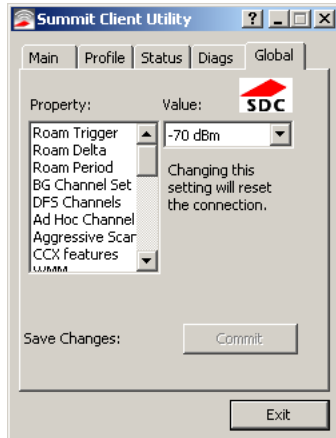 Summit Client Utility
Main Profile Status Diags Global
Property: Value: SDC
Roam Trigger -70 dBm
Roam Delta
Roam Period
BG Channel Set
DFS Channels
Ad Hoc Channel
Aggressive Scar
CCX features
WMM
Changing this
setting will reset
the connection.
Save Changes: Commit
Exit